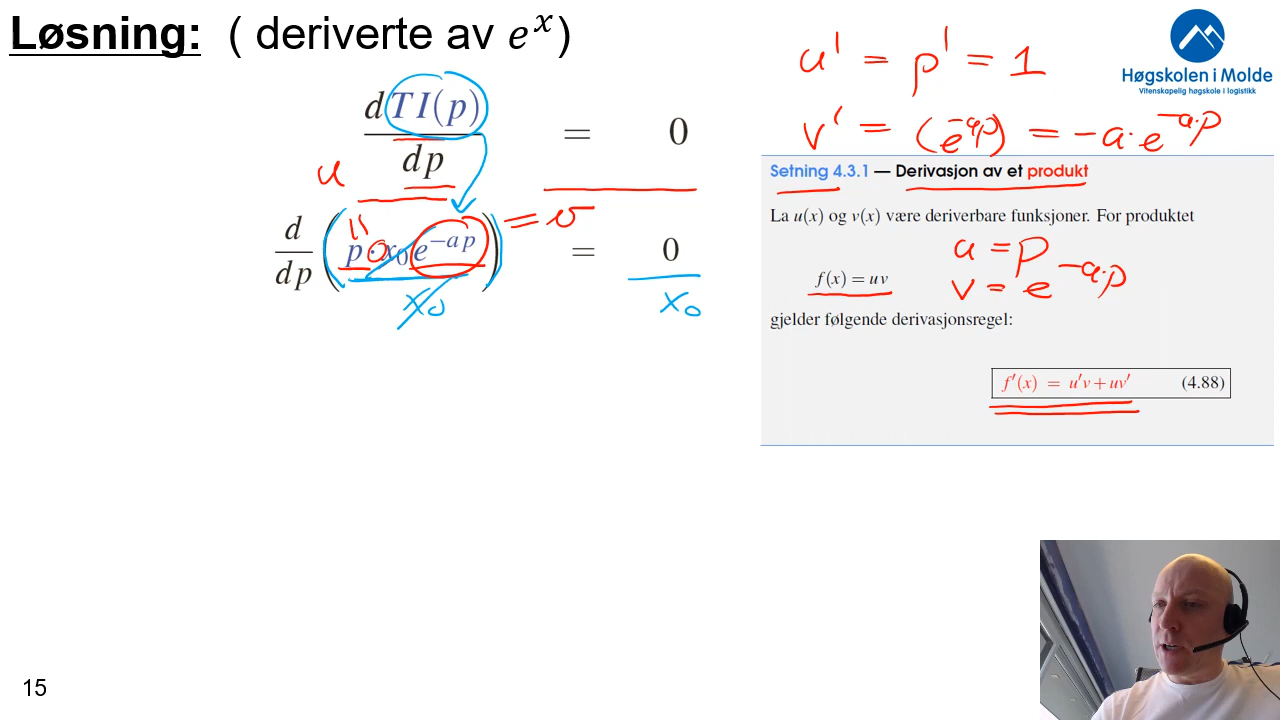 Løsning: ( deriverte av e^x)
u' = p' = 1
Høgskolen i Molde
Vitenskapelig høgskole i logistikk
v' = (e^{-ap}) = -a·e^{-a·p}
d TI(p) / dp = 0
u
d/dp ( p · x₀ e^{-ap} ) = 0
= v
x₀
x₀
Setning 4.3.1 — Derivasjon av et produkt
La u(x) og v(x) være deriverbare funksjoner. For produktet
u = p
f(x) = uv
v = e^{-a·p}
gjelder følgende derivasjonsregel:
f'(x) = u'v + uv' (4.88)
15